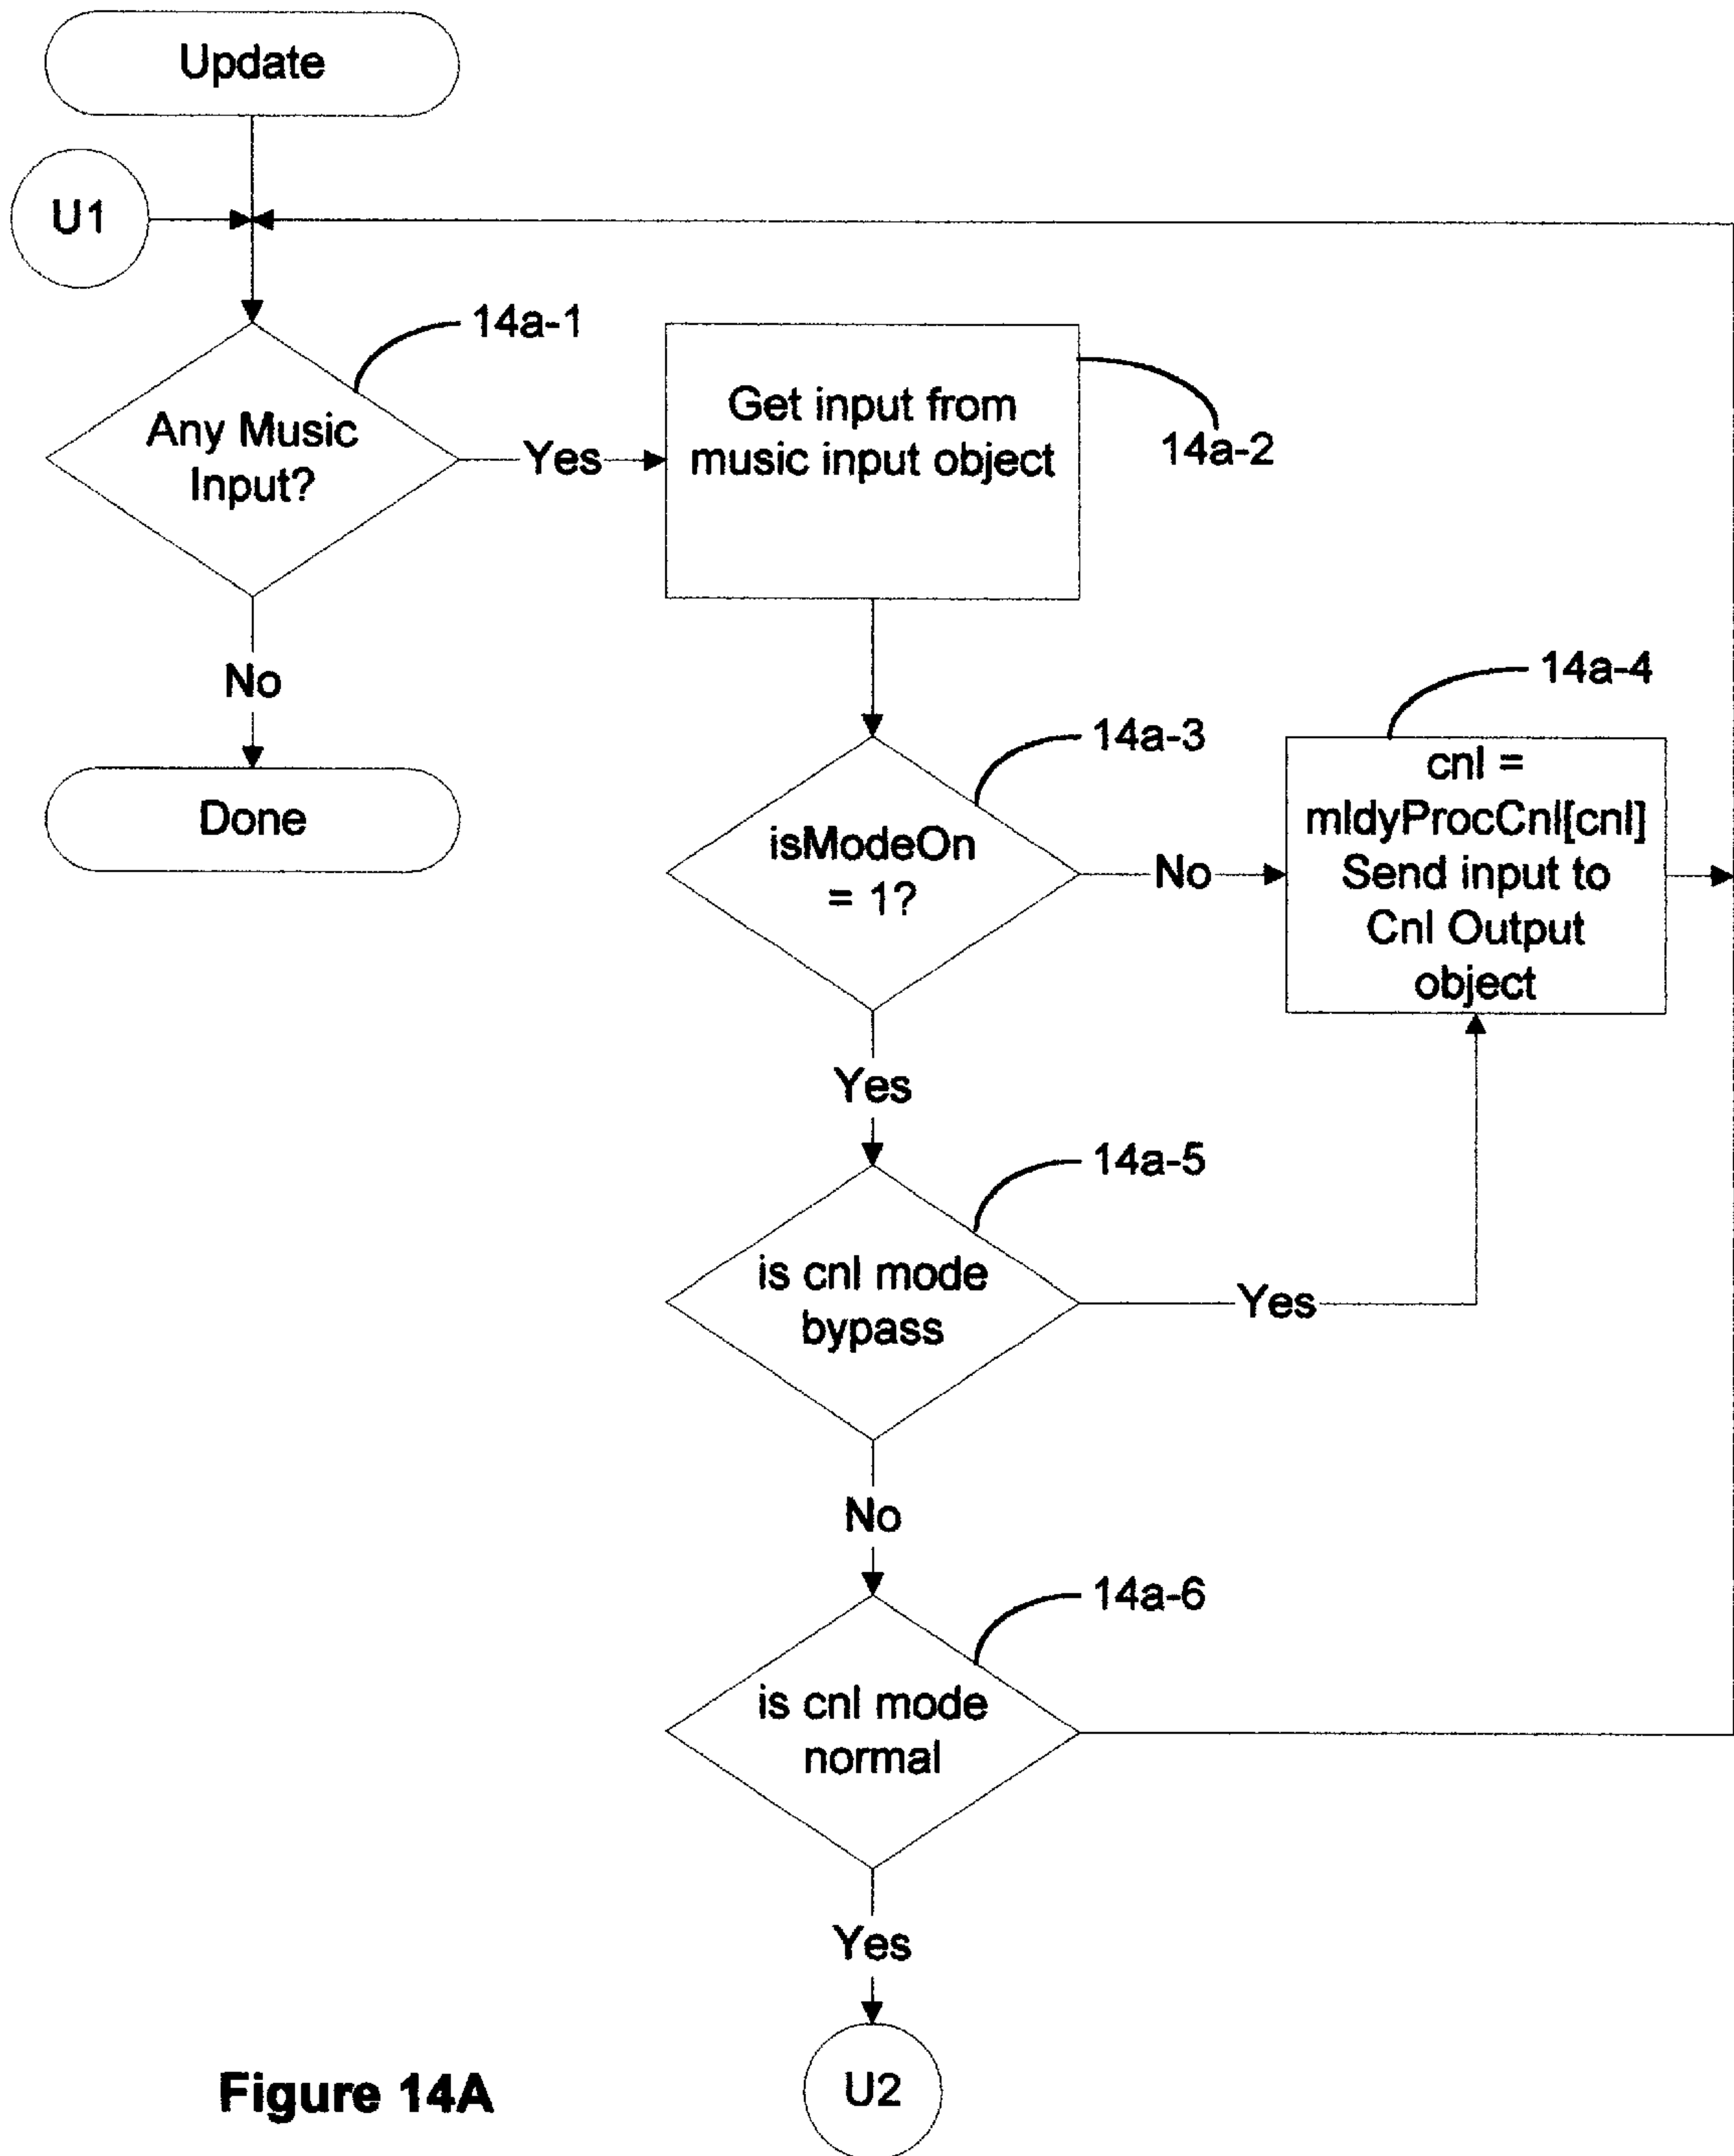 Update
U1
14a-1
Any Music
Input?
Yes
Get input from
music input object
14a-2
No
Done
14a-3
isModeOn
= 1?
No
14a-4
cnl =
mldyProcCnl[cnl]
Send input to
Cnl Output
object
Yes
14a-5
is cnl mode
bypass
Yes
No
14a-6
is cnl mode
normal
Yes
U2
Figure 14A